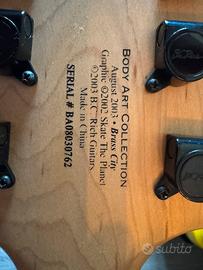 BODY ART COLLECTION
August 2003 • Brass City
Graphic ©2002 Skate The Planet
©2003 B.C. Rich Guitars
Made in China
SERIAL # BA08030762
subito